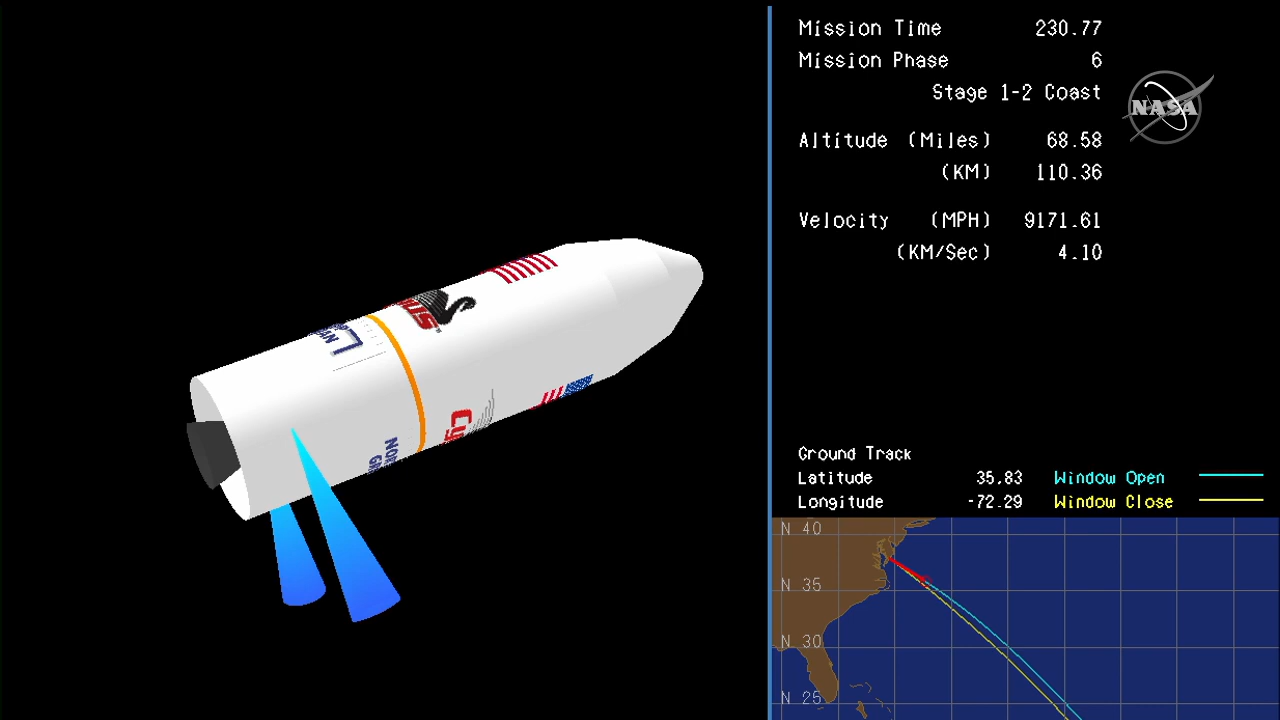 Mission Time 230.77
Mission Phase 6
Stage 1-2 Coast
NASA
Altitude (Miles) 68.58
(KM) 110.36
Velocity (MPH) 9171.61
(KM/Sec) 4.10
Ground Track
Latitude 35.83 Window Open
Longitude -72.29 Window Close
N 40
N 35
N 30
N 25
Cy